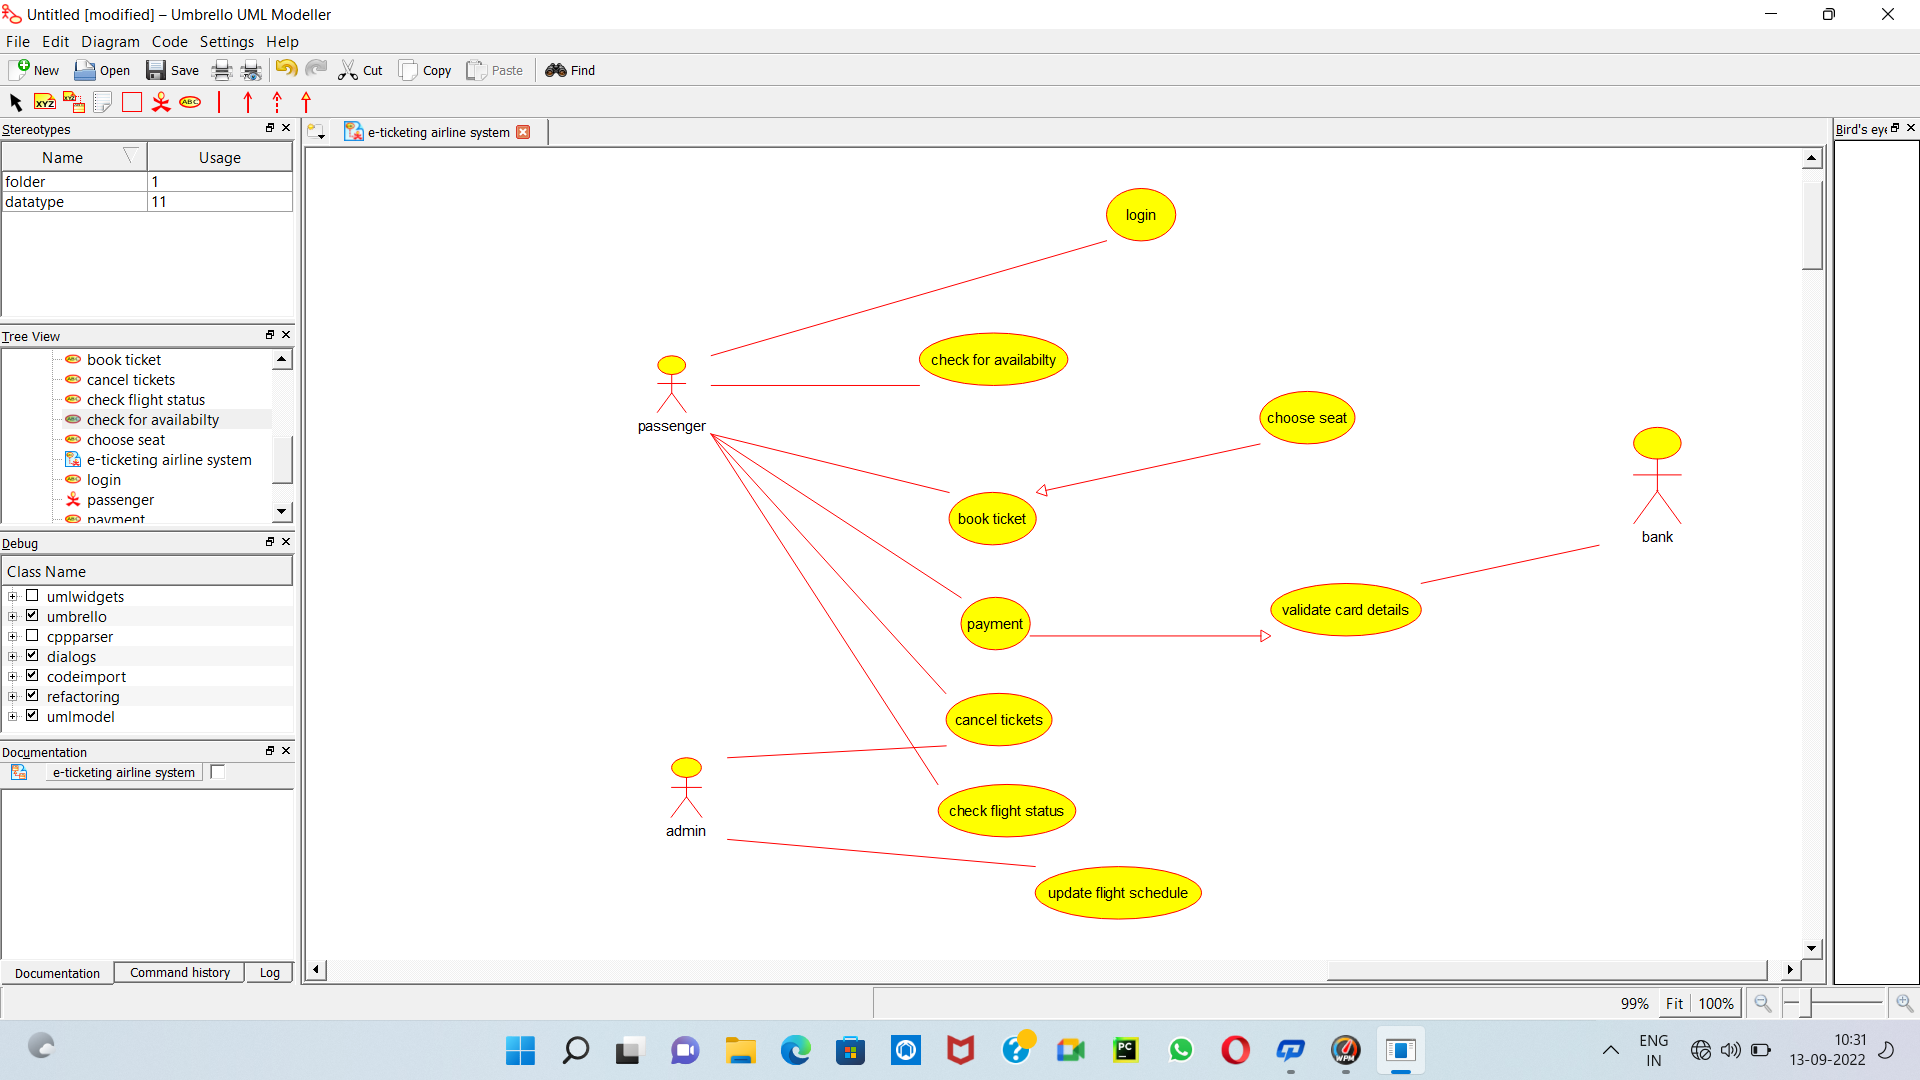 Untitled [modified] – Umbrello UML Modeller
File Edit Diagram Code Settings Help
New Open Save Cut Copy Paste Find
XYZ XYZ ABC
Stereotypes
Name Usage
folder 1
datatype 11
Tree View
book ticket
cancel tickets
check flight status
check for availabilty
choose seat
e-ticketing airline system
login
passenger
payment
Debug
Class Name
umlwidgets
umbrello
cppparser
dialogs
codeimport
refactoring
umlmodel
Documentation
e-ticketing airline system
Documentation Command history Log
e-ticketing airline system
login
check for availabilty
passenger
choose seat
book ticket
bank
validate card details
payment
cancel tickets
admin
check flight status
update flight schedule
Bird's eye
99% Fit 100%
PC
WPM
ENG
IN
10:31
13-09-2022